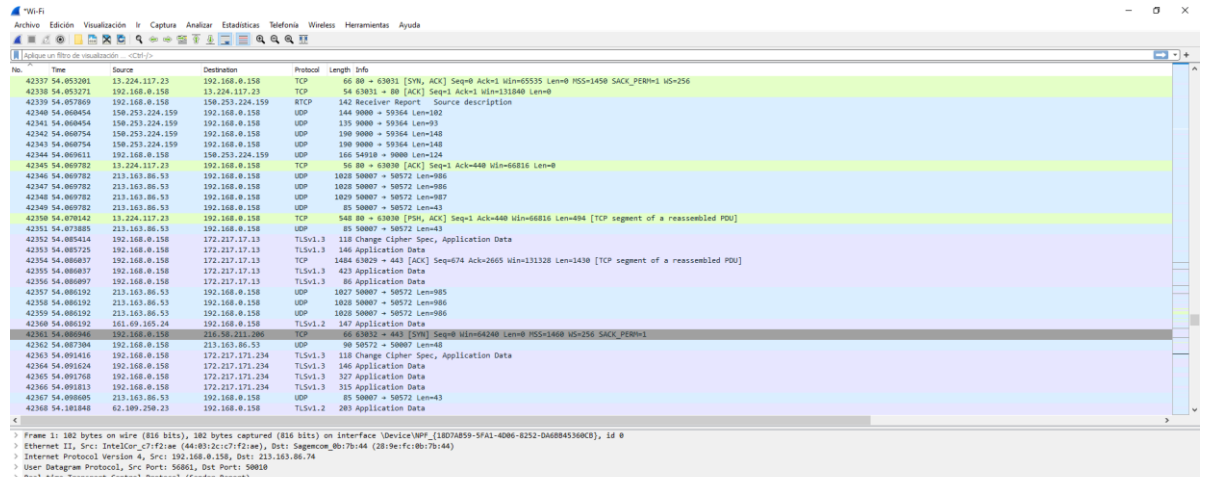 *Wi-Fi
Archivo Edición Visualización Ir Captura Analizar Estadísticas Telefonía Wireless Herramientas Ayuda
Aplique un filtro de visualización ... <Ctrl-/>
No. Time Source Destination Protocol Length Info
42337 54.053201 13.224.117.23 192.168.0.158 TCP 66 80 → 63031 [SYN, ACK] Seq=0 Ack=1 Win=65535 Len=0 MSS=1450 SACK_PERM=1 WS=256
42338 54.053271 192.168.0.158 13.224.117.23 TCP 54 63031 → 80 [ACK] Seq=1 Ack=1 Win=131840 Len=0
42339 54.057869 192.168.0.158 150.253.224.159 RTCP 142 Receiver Report Source description
42340 54.060454 150.253.224.159 192.168.0.158 UDP 144 9000 → 59364 Len=102
42341 54.060454 150.253.224.159 192.168.0.158 UDP 135 9000 → 59364 Len=93
42342 54.060754 150.253.224.159 192.168.0.158 UDP 190 9000 → 59364 Len=148
42343 54.060754 150.253.224.159 192.168.0.158 UDP 190 9000 → 59364 Len=148
42344 54.069611 192.168.0.158 150.253.224.159 UDP 166 54910 → 9000 Len=124
42345 54.069782 13.224.117.23 192.168.0.158 TCP 56 80 → 63030 [ACK] Seq=1 Ack=440 Win=66816 Len=0
42346 54.069782 213.163.86.53 192.168.0.158 UDP 1028 50007 → 50572 Len=986
42347 54.069782 213.163.86.53 192.168.0.158 UDP 1028 50007 → 50572 Len=986
42348 54.069782 213.163.86.53 192.168.0.158 UDP 1029 50007 → 50572 Len=987
42349 54.069782 213.163.86.53 192.168.0.158 UDP 85 50007 → 50572 Len=43
42350 54.070142 13.224.117.23 192.168.0.158 TCP 548 80 → 63030 [PSH, ACK] Seq=1 Ack=440 Win=66816 Len=494 [TCP segment of a reassembled PDU]
42351 54.073885 213.163.86.53 192.168.0.158 UDP 85 50007 → 50572 Len=43
42352 54.085414 192.168.0.158 172.217.17.13 TLSv1.3 118 Change Cipher Spec, Application Data
42353 54.085725 192.168.0.158 172.217.17.13 TLSv1.3 146 Application Data
42354 54.086037 192.168.0.158 172.217.17.13 TCP 1484 63029 → 443 [ACK] Seq=674 Ack=2665 Win=131328 Len=1430 [TCP segment of a reassembled PDU]
42355 54.086037 192.168.0.158 172.217.17.13 TLSv1.3 423 Application Data
42356 54.086097 192.168.0.158 172.217.17.13 TLSv1.3 86 Application Data
42357 54.086192 213.163.86.53 192.168.0.158 UDP 1027 50007 → 50572 Len=985
42358 54.086192 213.163.86.53 192.168.0.158 UDP 1028 50007 → 50572 Len=986
42359 54.086192 213.163.86.53 192.168.0.158 UDP 1028 50007 → 50572 Len=986
42360 54.086192 161.69.165.24 192.168.0.158 TLSv1.2 147 Application Data
42361 54.086946 192.168.0.158 216.58.211.206 TCP 66 63032 → 443 [SYN] Seq=0 Win=64240 Len=0 MSS=1460 WS=256 SACK_PERM=1
42362 54.087304 192.168.0.158 213.163.86.53 UDP 90 50572 → 50007 Len=48
42363 54.091416 192.168.0.158 172.217.171.234 TLSv1.3 118 Change Cipher Spec, Application Data
42364 54.091624 192.168.0.158 172.217.171.234 TLSv1.3 146 Application Data
42365 54.091768 192.168.0.158 172.217.171.234 TLSv1.3 327 Application Data
42366 54.091813 192.168.0.158 172.217.171.234 TLSv1.3 315 Application Data
42367 54.098605 213.163.86.53 192.168.0.158 UDP 85 50007 → 50572 Len=43
42368 54.101848 62.109.250.23 192.168.0.158 TLSv1.2 203 Application Data
> Frame 1: 102 bytes on wire (816 bits), 102 bytes captured (816 bits) on interface \Device\NPF_{18D7AB59-5FA1-4D06-8252-DA6BB45360CB}, id 0
> Ethernet II, Src: IntelCor_c7:f2:ae (44:03:2c:c7:f2:ae), Dst: Sagemcom_0b:7b:44 (28:9e:fc:0b:7b:44)
> Internet Protocol Version 4, Src: 192.168.0.158, Dst: 213.163.86.74
> User Datagram Protocol, Src Port: 56861, Dst Port: 50010
> Real-time Transport Control Protocol (Sender Report)